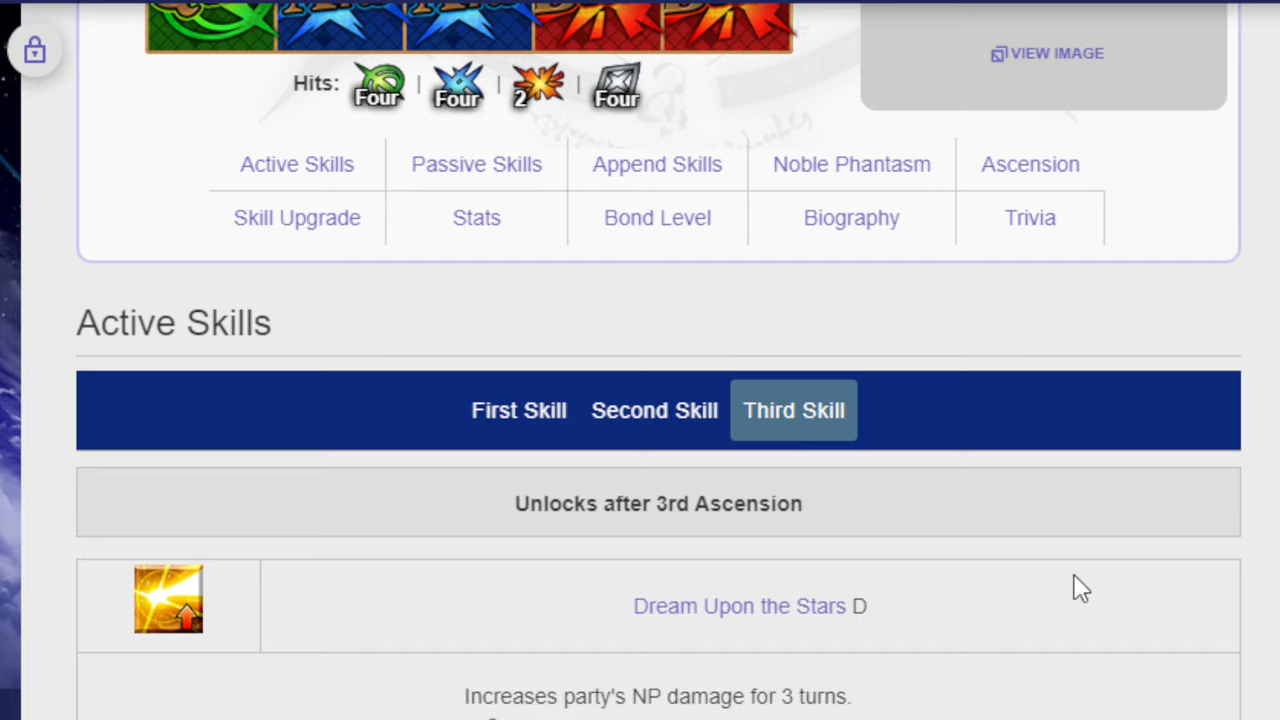 Hits: Four | Four | 2 | Four
VIEW IMAGE
Active Skills Passive Skills Append Skills Noble Phantasm Ascension
Skill Upgrade Stats Bond Level Biography Trivia
Active Skills
First Skill Second Skill Third Skill
Unlocks after 3rd Ascension
Dream Upon the Stars D
Increases party's NP damage for 3 turns.